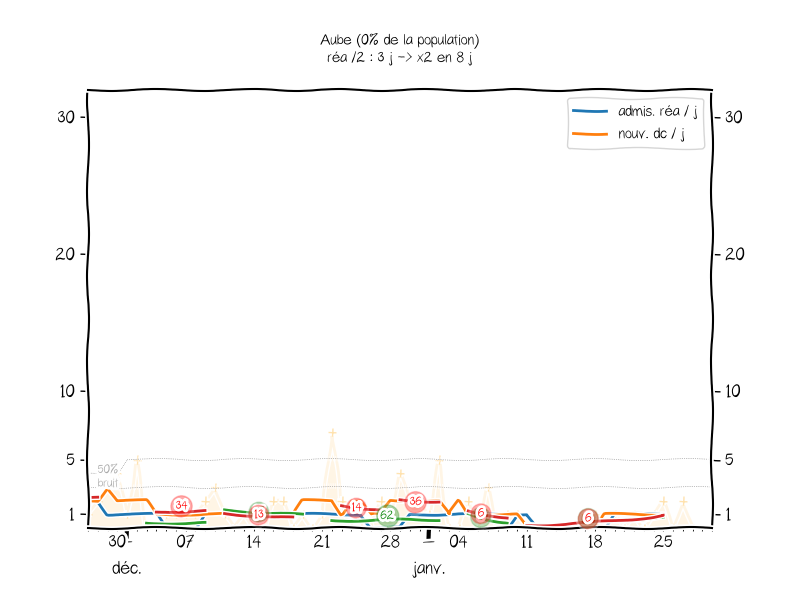 Aube (0% de la population)
réa /2 : 3 j -> x2 en 8 j
admis. réa / j
nouv. dc / j
30 30
20 20
10 10
5 5
50%
bruit
1 1
34 13 14 62 36 6 6
30 07 14 21 28 04 11 18 25
déc. janv.